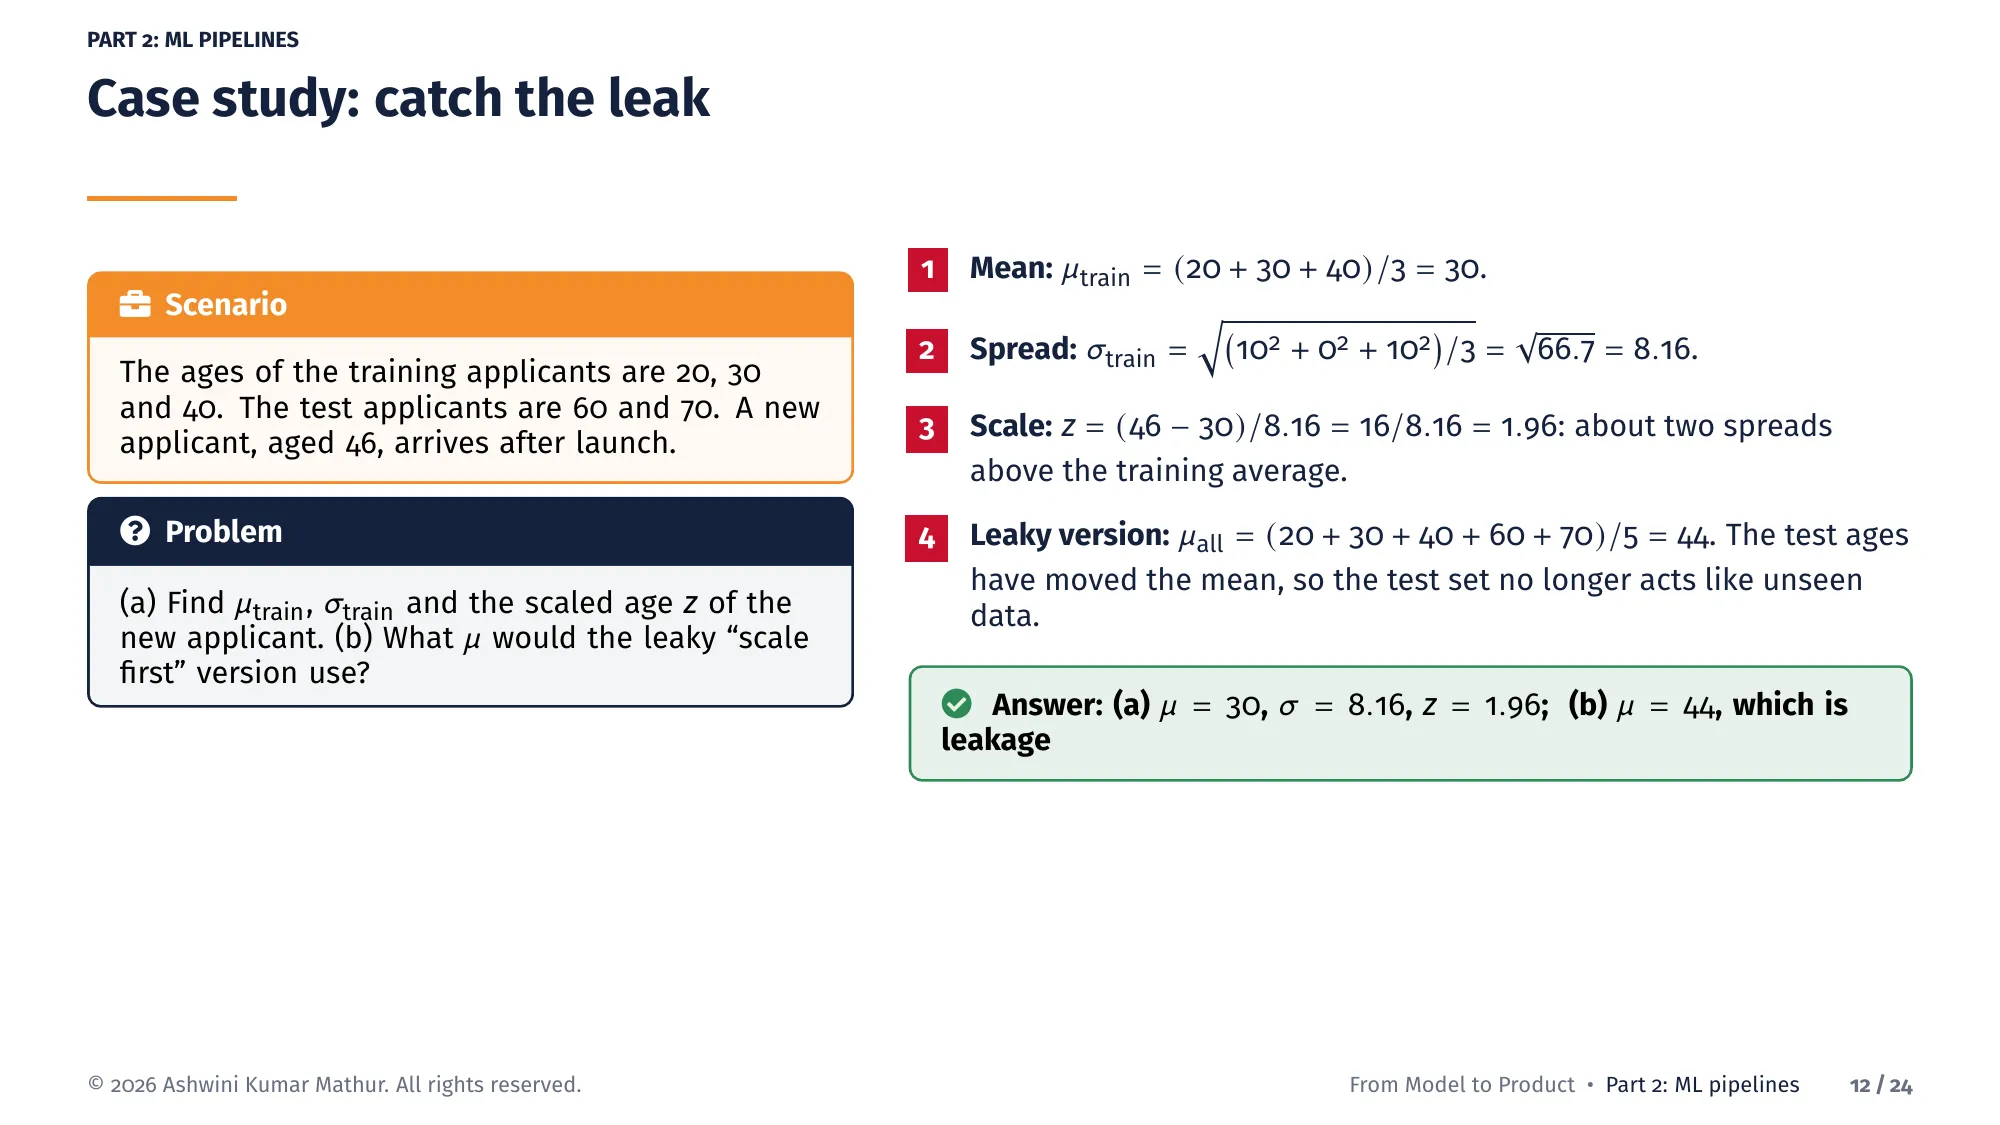 PART 2: ML PIPELINES
Case study: catch the leak
Scenario
The ages of the training applicants are 20, 30
and 40. The test applicants are 60 and 70. A new
applicant, aged 46, arrives after launch.
Problem
(a) Find μ_train, σ_train and the scaled age z of the
new applicant. (b) What μ would the leaky “scale
first” version use?
1 Mean: μ_train = (20 + 30 + 40)/3 = 30.
2 Spread: σ_train = √(10² + 0² + 10²)/3 = √66.7 = 8.16.
3 Scale: z = (46 − 30)/8.16 = 16/8.16 = 1.96: about two spreads
above the training average.
4 Leaky version: μ_all = (20 + 30 + 40 + 60 + 70)/5 = 44. The test ages
have moved the mean, so the test set no longer acts like unseen
data.
Answer: (a) μ = 30, σ = 8.16, z = 1.96; (b) μ = 44, which is
leakage
© 2026 Ashwini Kumar Mathur. All rights reserved.
From Model to Product • Part 2: ML pipelines 12 / 24